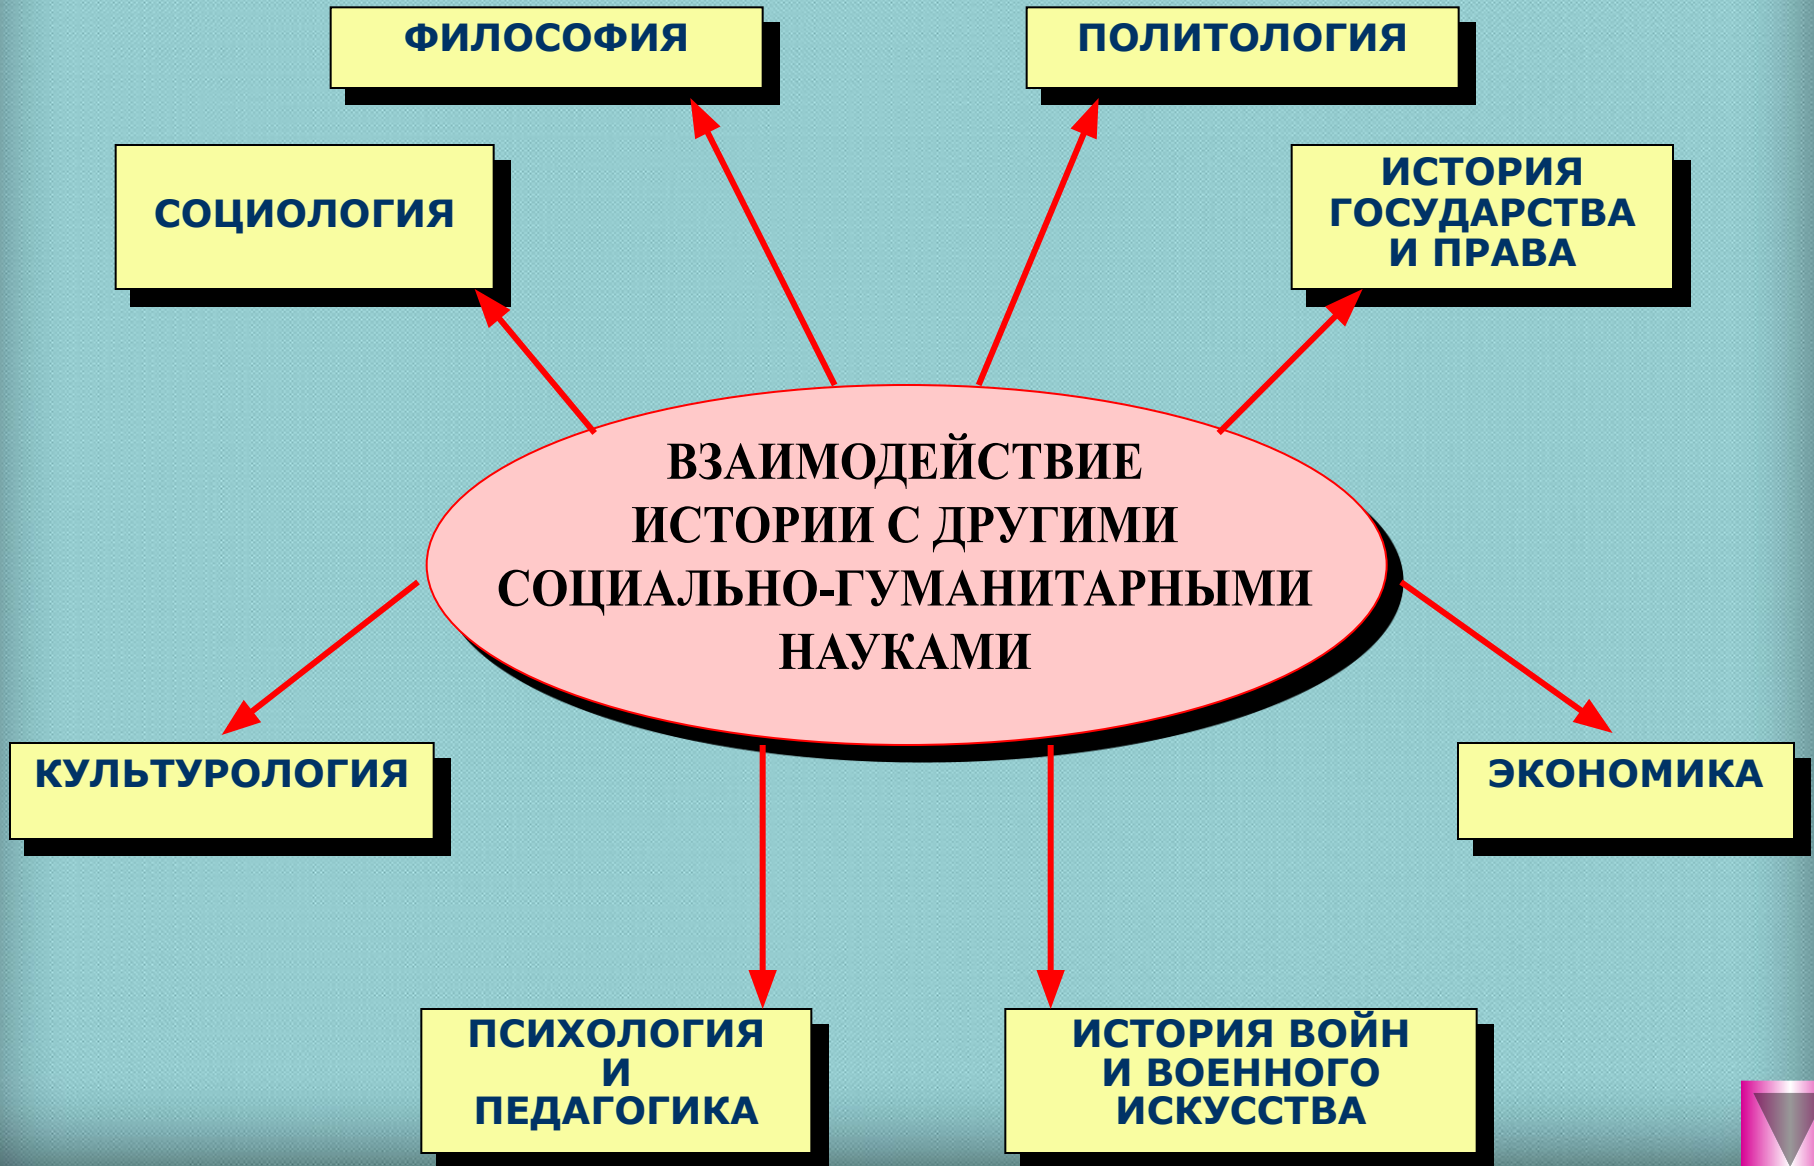 ФИЛОСОФИЯ
ПОЛИТОЛОГИЯ
СОЦИОЛОГИЯ
ИСТОРИЯ
ГОСУДАРСТВА
И ПРАВА
ВЗАИМОДЕЙСТВИЕ
ИСТОРИИ С ДРУГИМИ
СОЦИАЛЬНО-ГУМАНИТАРНЫМИ
НАУКАМИ
КУЛЬТУРОЛОГИЯ
ЭКОНОМИКА
ПСИХОЛОГИЯ
И
ПЕДАГОГИКА
ИСТОРИЯ ВОЙН
И ВОЕННОГО
ИСКУССТВА